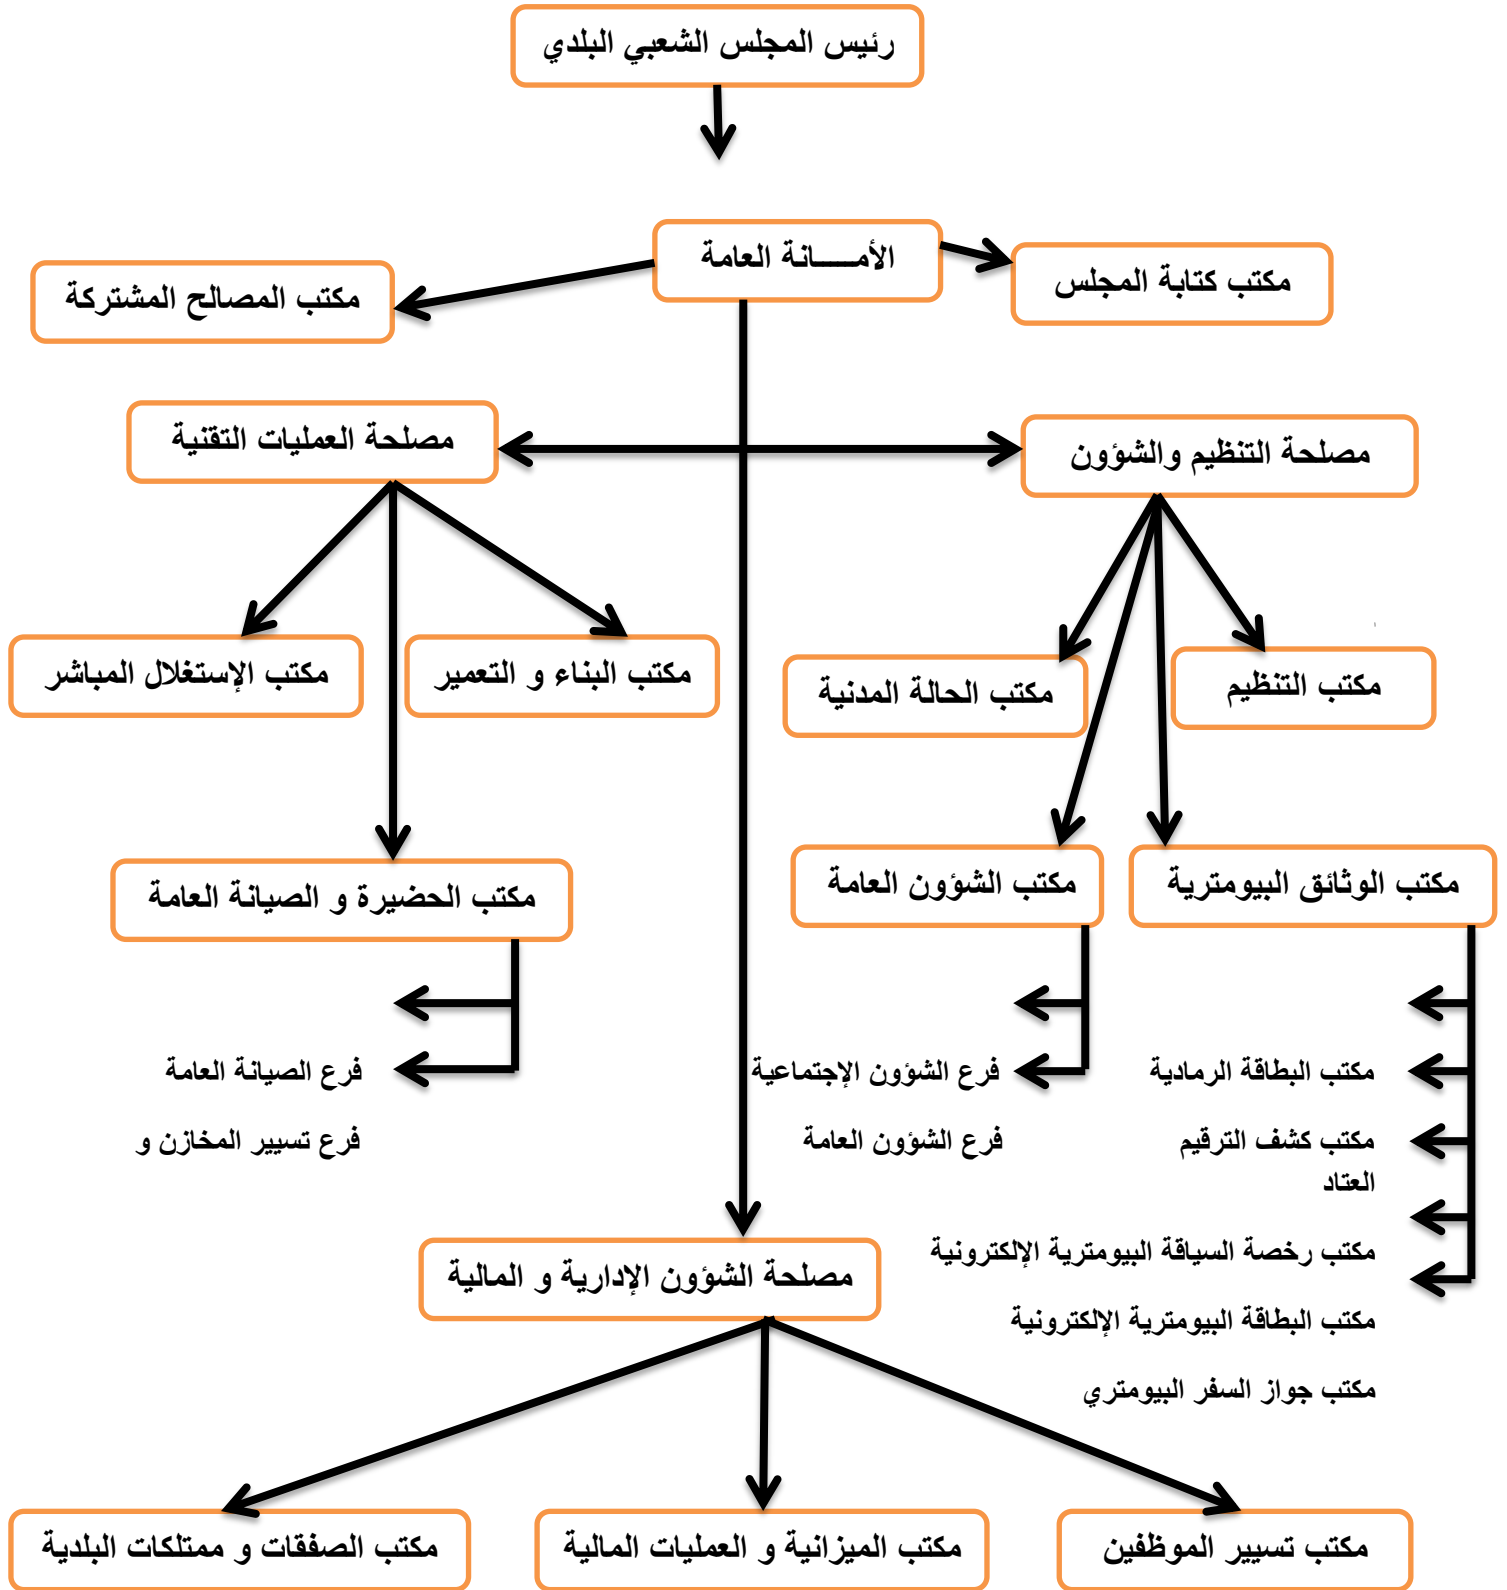 رئيس المجلس الشعبي البلدي
الأمـــــانة العامة
مكتب كتابة المجلس
مكتب المصالح المشتركة
مصلحة التنظيم والشؤون
مصلحة العمليات التقنية
مكتب التنظيم
مكتب الحالة المدنية
مكتب البناء و التعمير
مكتب الإستغلال المباشر
مكتب الوثائق البيومترية
مكتب الشؤون العامة
مكتب الحضيرة و الصيانة العامة
مكتب البطاقة الرمادية
فرع الشؤون الإجتماعية
فرع الصيانة العامة
مكتب كشف الترقيم
فرع الشؤون العامة
فرع تسيير المخازن و
العتاد
مكتب رخصة السياقة البيومترية الإلكترونية
مصلحة الشؤون الإدارية و المالية
مكتب البطاقة البيومترية الإلكترونية
مكتب جواز السفر البيومتري
مكتب تسيير الموظفين
مكتب الميزانية و العمليات المالية
مكتب الصفقات و ممتلكات البلدية